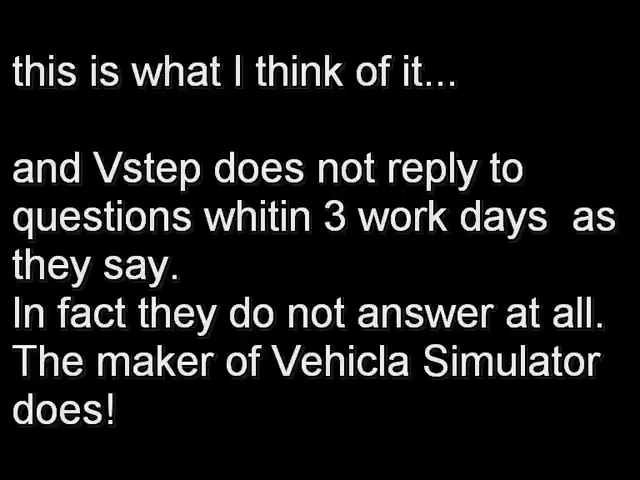 this is what I think of it...
and Vstep does not reply to
questions whitin 3 work days  as
they say.
In fact they do not answer at all.
The maker of Vehicla Simulator
does!